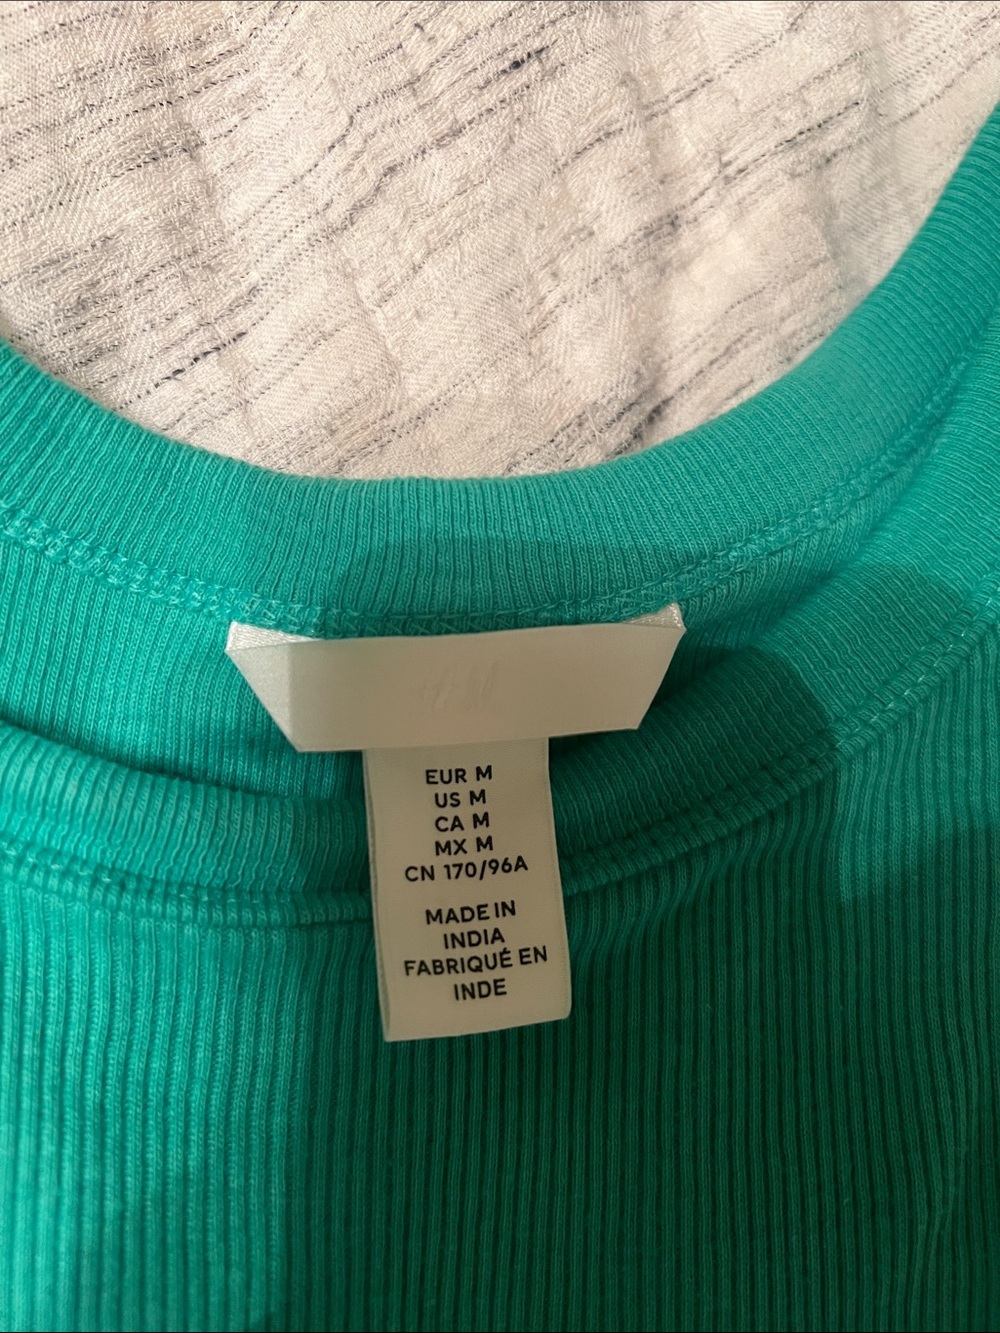 EUR M
US M
CA M
MX M
CN 170/96A
MADE IN
INDIA
FABRIQUÉ EN
INDE